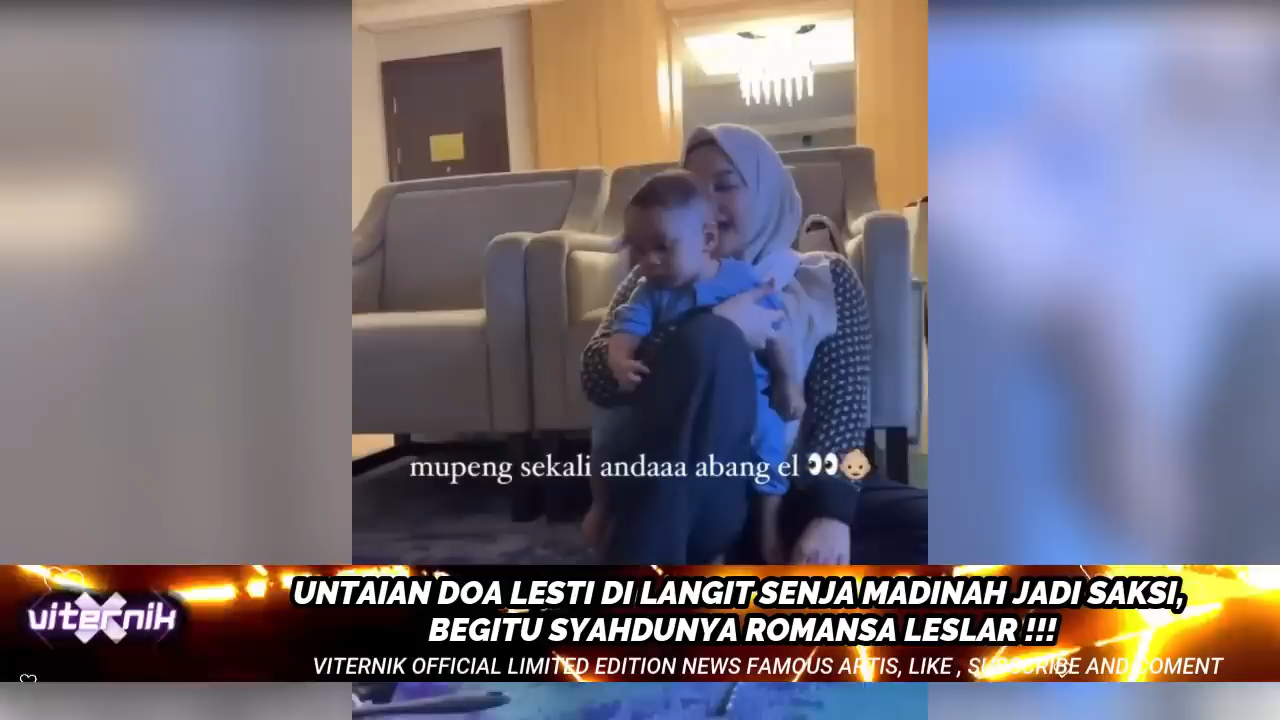 mupeng sekali andaaa abang el 👀👶🏼
viternik
UNTAIAN DOA LESTI DI LANGIT SENJA MADINAH JADI SAKSI,
BEGITU SYAHDUNYA ROMANSA LESLAR !!!
VITERNIK OFFICIAL LIMITED EDITION NEWS FAMOUS ARTIS, LIKE , SUBSCRIBE AND COMENT